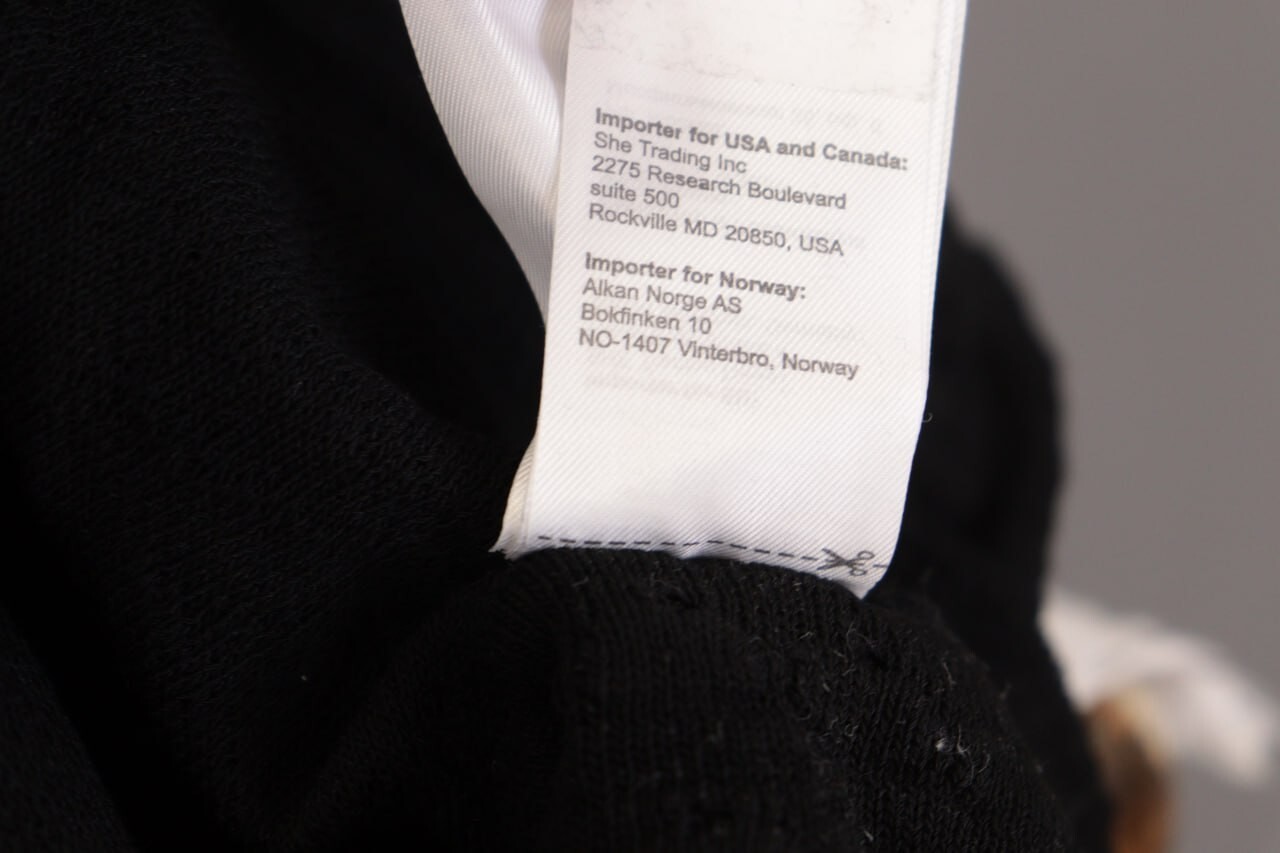 Importer for USA and Canada:
She Trading Inc
2275 Research Boulevard
suite 500
Rockville MD 20850, USA
Importer for Norway:
Alkan Norge AS
Bokfinken 10
NO-1407 Vinterbro, Norway